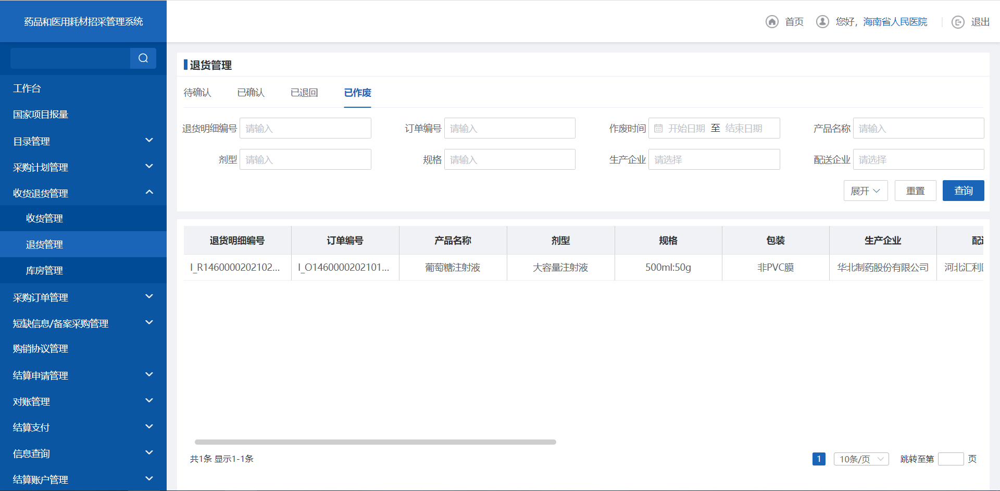 药品和医用耗材招采管理系统
首页 您好，海南省人民医院 退出
工作台
国家项目报量
目录管理
采购计划管理
收货退货管理
收货管理
退货管理
库房管理
采购订单管理
短缺信息/备案采购管理
购销协议管理
结算申请管理
对账管理
结算支付
信息查询
结算账户管理
退货管理
待确认 已确认 已退回 已作废
退货明细编号 请输入 订单编号 请输入 作废时间 开始日期 至 结束日期 产品名称 请输入
剂型 请输入 规格 请输入 生产企业 请选择 配送企业 请选择
展开 重置 查询
退货明细编号 订单编号 产品名称 剂型 规格 包装 生产企业 配
I_R1460000202102... I_O1460000202101... 葡萄糖注射液 大容量注射液 500ml:50g 非PVC膜 华北制药股份有限公司 河北汇利
共1条 显示1-1条 1 10条/页 跳转至第 页